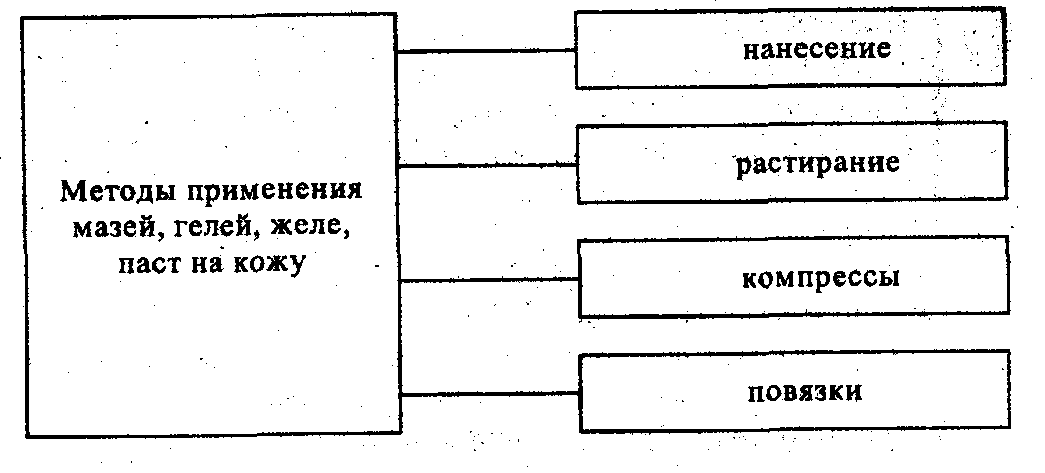 Методы применения
мазей, гелей, желе,
паст на кожу
нанесение
растирание
компрессы
повязки